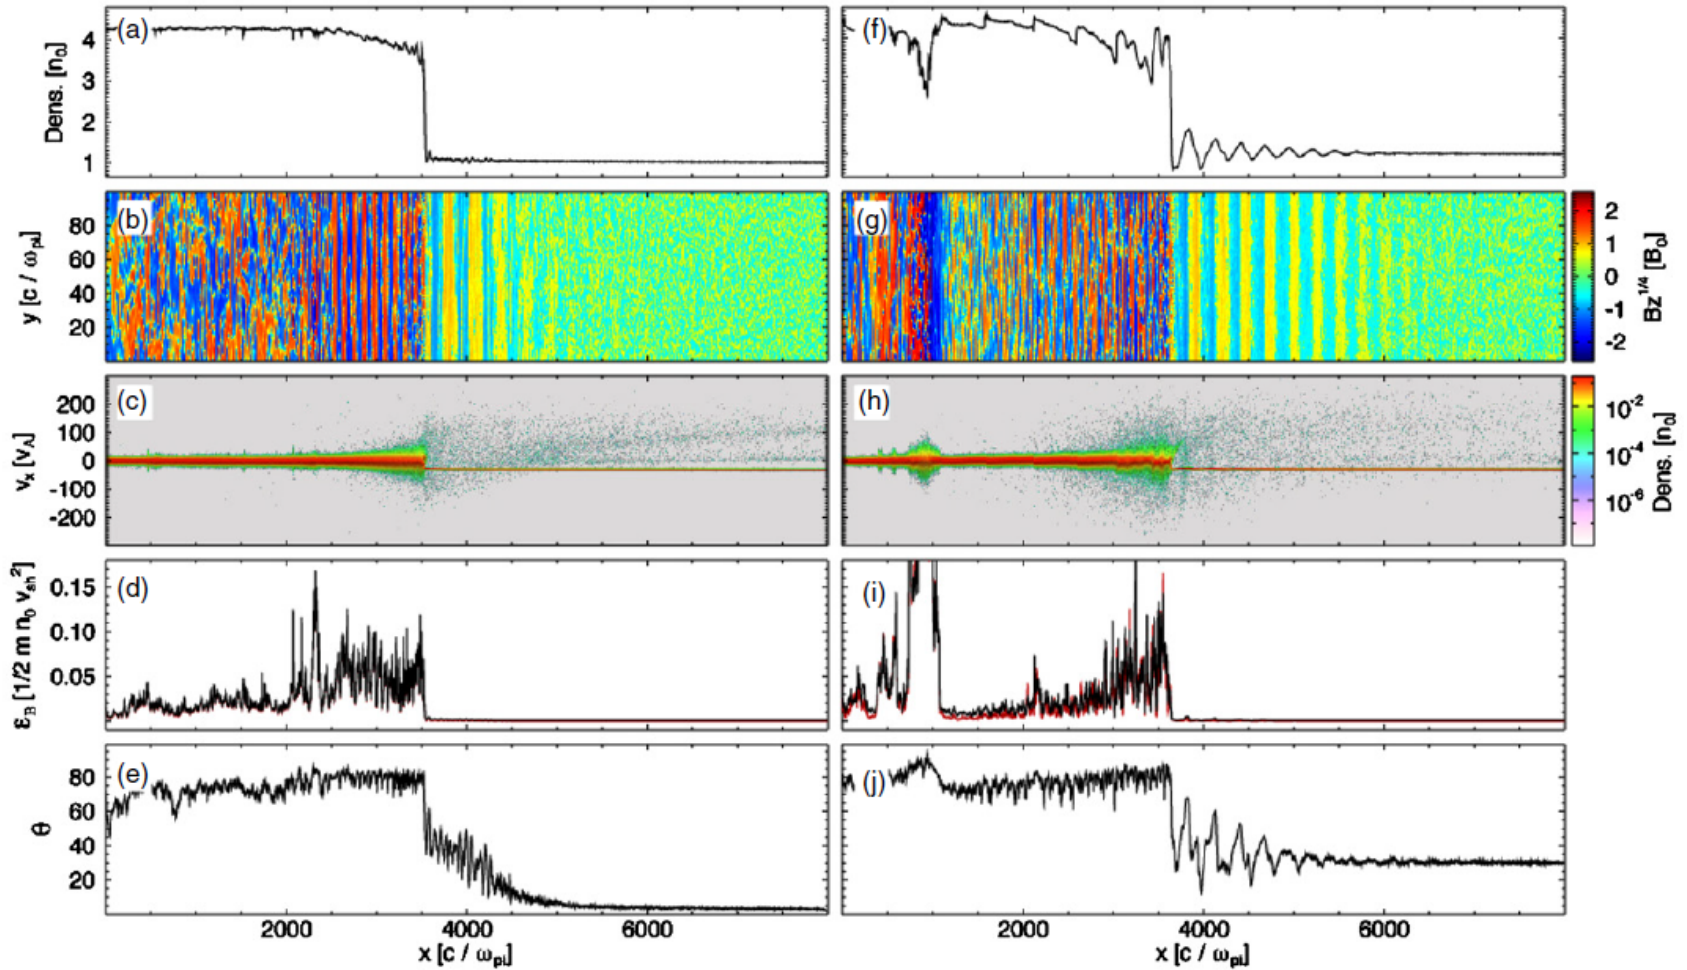 (a)
Dens. [n₀]
4
3
2
1
(f)
(b)
y [c / ωpi]
80
60
40
20
(g)
2
1
0
-1
-2
Bz^1/4 [B₀]
(c)
vx [vA]
200
100
0
-100
-200
(h)
10^-2
10^-4
10^-6
Dens. [n₀]
(d)
εB [1/2 m n₀ vsh²]
0.15
0.10
0.05
(i)
(e)
θ
80
60
40
20
(j)
2000 4000 6000
x [c / ωpi]
2000 4000 6000
x [c / ωpi]